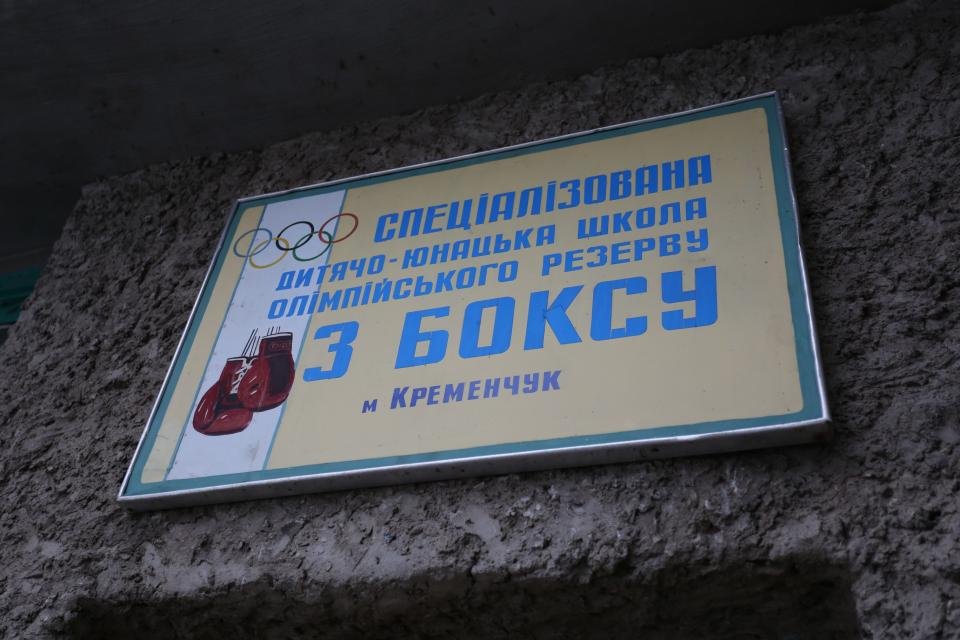 СПЕЦІАЛІЗОВАНА
ДИТЯЧО-ЮНАЦЬКА ШКОЛА
ОЛІМПІЙСЬКОГО РЕЗЕРВУ
З БОКСУ
м КРЕМЕНЧУК